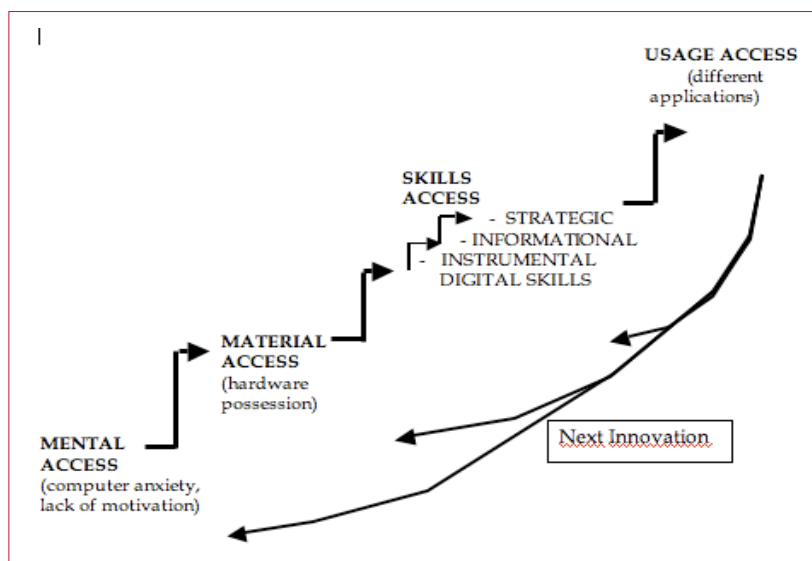 USAGE ACCESS
(different
applications)
SKILLS
ACCESS
- STRATEGIC
- INFORMATIONAL
- INSTRUMENTAL
DIGITAL SKILLS
MATERIAL
ACCESS
(hardware
possession)
MENTAL
ACCESS
(computer anxiety,
lack of motivation)
Next Innovation